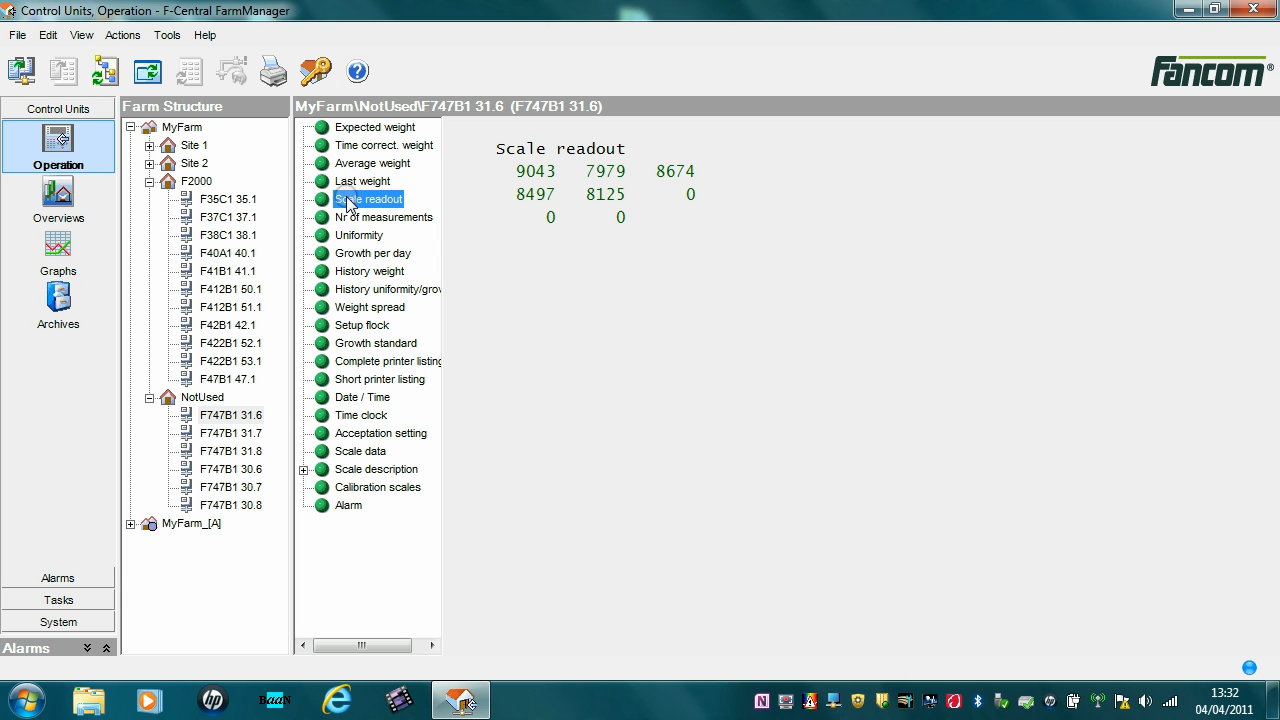 Control Units, Operation - F-Central FarmManager
File Edit View Actions Tools Help
Fancom
Control Units
Operation
Overviews
Graphs
Archives
Alarms
Tasks
System
Alarms
Farm Structure
MyFarm
Site 1
Site 2
F2000
F35C1 35.1
F37C1 37.1
F38C1 38.1
F40A1 40.1
F41B1 41.1
F412B1 50.1
F412B1 51.1
F42B1 42.1
F422B1 52.1
F422B1 53.1
F47B1 47.1
NotUsed
F747B1 31.6
F747B1 31.7
F747B1 31.8
F747B1 30.6
F747B1 30.7
F747B1 30.8
MyFarm_[A]
MyFarm\NotUsed\F747B1 31.6 (F747B1 31.6)
Expected weight
Time correct. weight
Average weight
Last weight
Scale readout
Nr of measurements
Uniformity
Growth per day
History weight
History uniformity/grov
Weight spread
Setup flock
Growth standard
Complete printer listing
Short printer listing
Date / Time
Time clock
Acceptation setting
Scale data
Scale description
Calibration scales
Alarm
Scale readout
9043 7979 8674
8497 8125 0
0 0
hp
BaaN
13:32
04/04/2011